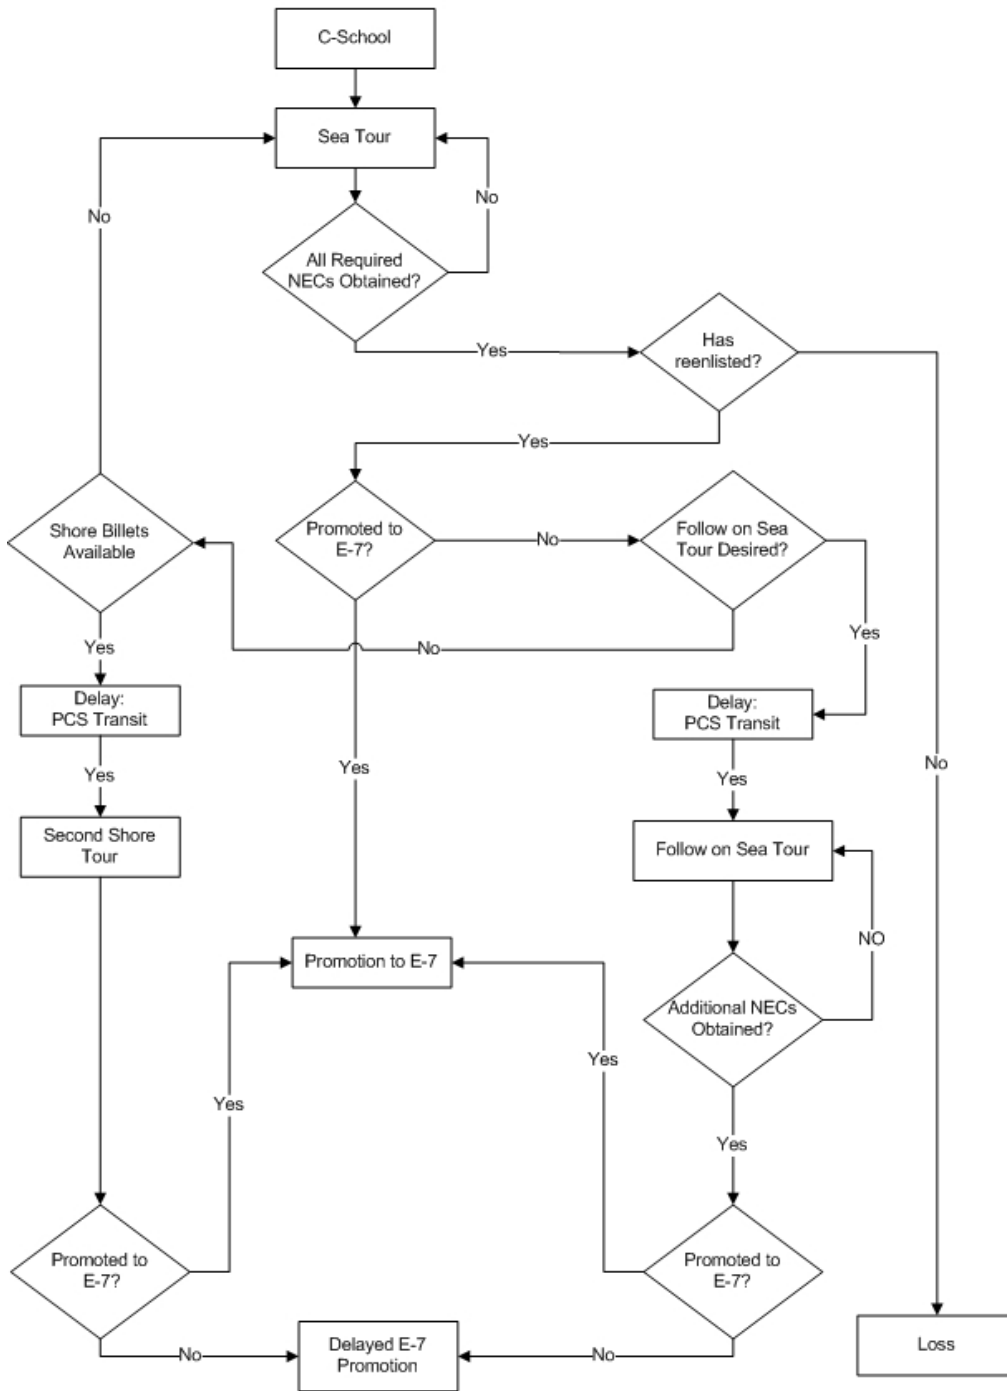 C-School
Sea Tour
No
No
All Required
NECs Obtained?
Yes
Has
reenlisted?
Yes
Shore Billets
Available
Promoted to
E-7?
No
Follow on Sea
Tour Desired?
Yes
No
Yes
Delay:
PCS Transit
Delay:
PCS Transit
Yes
Yes
Yes
No
Second Shore
Tour
Follow on Sea Tour
NO
Promotion to E-7
Additional NECs
Obtained?
Yes
Yes
Yes
Promoted to
E-7?
Promoted to
E-7?
No
Delayed E-7
Promotion
No
Loss